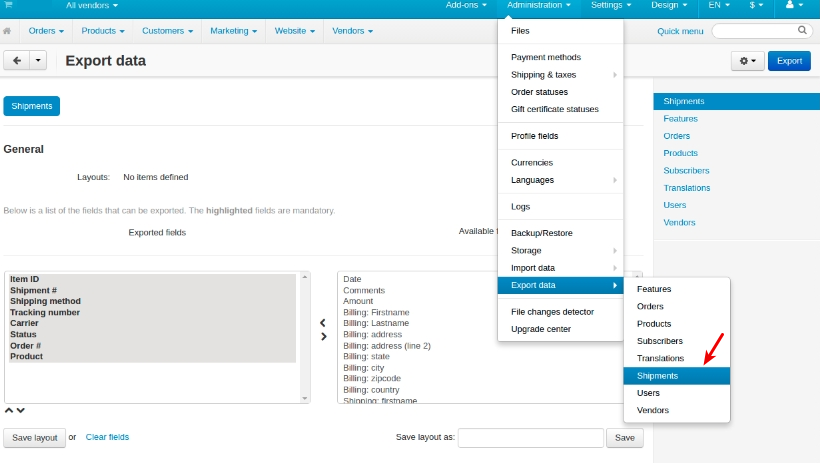 All vendors
Add-ons
Administration
Settings
Design
EN
$
Orders
Products
Customers
Marketing
Website
Vendors
Quick menu
Export data
Export
Shipments
General
Layouts: No items defined
Below is a list of the fields that can be exported. The highlighted fields are mandatory.
Exported fields
Available
Item ID
Shipment #
Shipping method
Tracking number
Carrier
Status
Order #
Product
Date
Comments
Amount
Billing: Firstname
Billing: Lastname
Billing: address
Billing: address (line 2)
Billing: state
Billing: city
Billing: zipcode
Billing: country
Shipping: firstname
Save layout or Clear fields
Save layout as:
Save
Files
Payment methods
Shipping & taxes
Order statuses
Gift certificate statuses
Profile fields
Currencies
Languages
Logs
Backup/Restore
Storage
Import data
Export data
File changes detector
Upgrade center
Features
Orders
Products
Subscribers
Translations
Shipments
Users
Vendors
Shipments
Features
Orders
Products
Subscribers
Translations
Users
Vendors